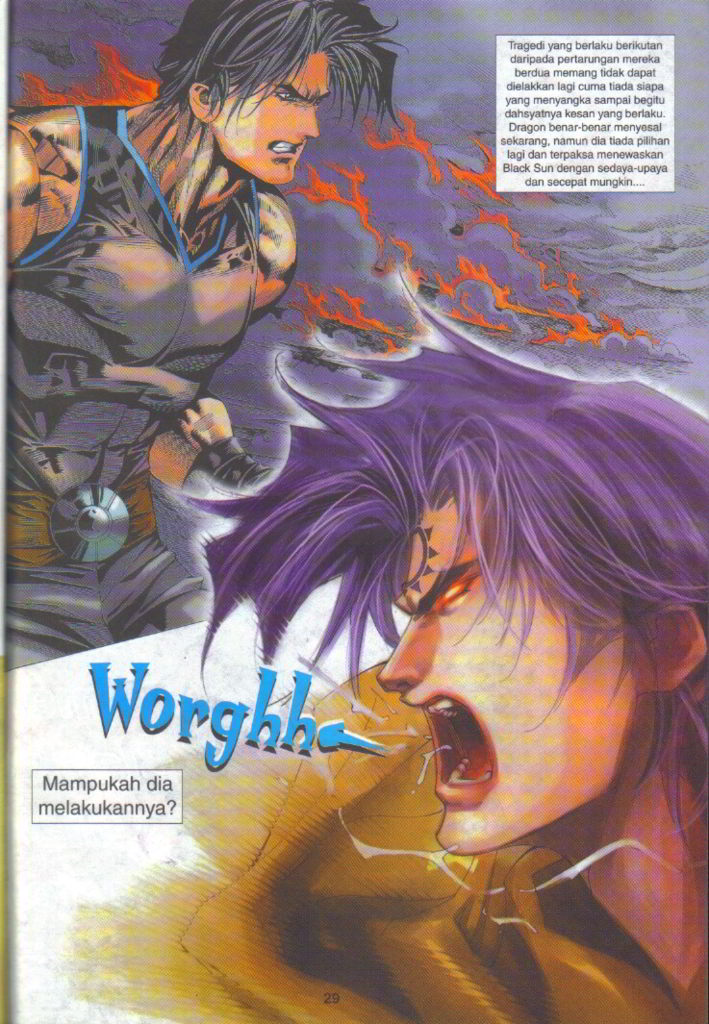 Tragedi yang berlaku berikutan
daripada pertarungan mereka
berdua memang tidak dapat
dielakkan lagi cuma tiada siapa
yang menyangka sampai begitu
dahsyatnya kesan yang berlaku.
Dragon benar-benar menyesal
sekarang, namun dia tiada pilihan
lagi dan terpaksa menewaskan
Black Sun dengan sedaya-upaya
dan secepat mungkin....
Worghh
Mampukah dia
melakukannya?
29